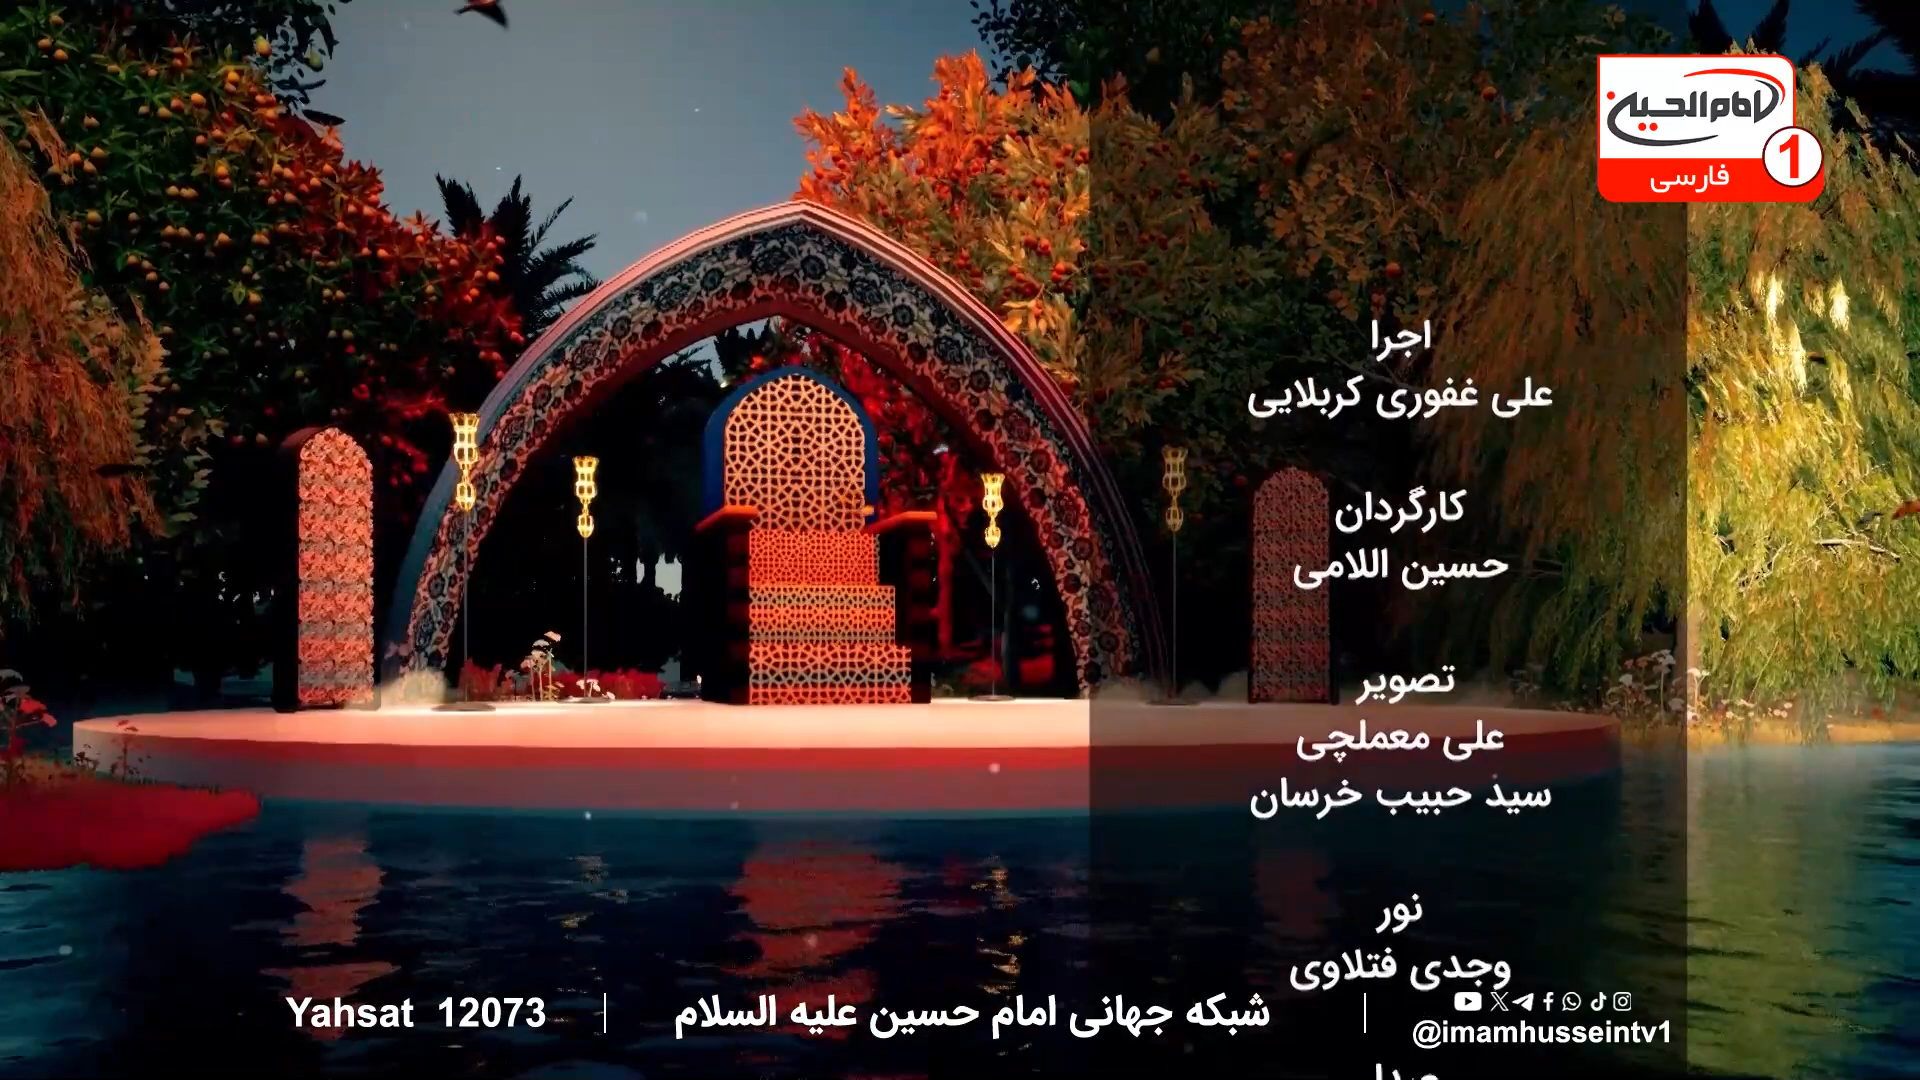 امام الحسین
فارسی
1
اجرا
علی غفوری کربلایی
کارگردان
حسین اللامی
تصویر
علی معملچی
سید حبیب خرسان
نور
وجدی فتلاوی
Yahsat 12073
شبکه جهانی امام حسین علیه السلام
@imamhusseintv1